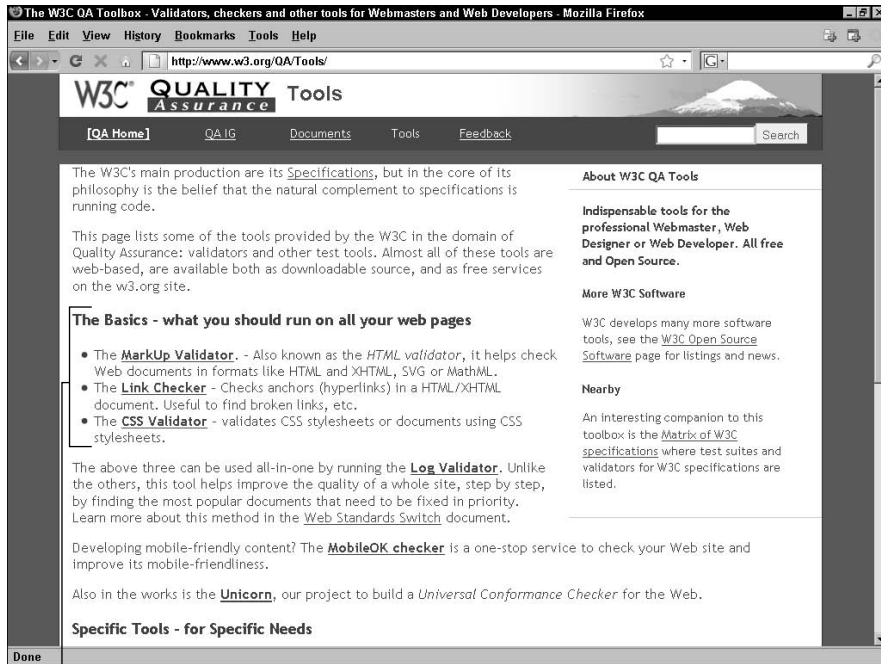 The W3C QA Toolbox - Validators, checkers and other tools for Webmasters and Web Developers - Mozilla Firefox
File Edit View History Bookmarks Tools Help
http://www.w3.org/QA/Tools/
G
W3C® QUALITY Assurance Tools
[QA Home] QA IG Documents Tools Feedback Search
The W3C's main production are its Specifications, but in the core of its
philosophy is the belief that the natural complement to specifications is
running code.
This page lists some of the tools provided by the W3C in the domain of
Quality Assurance: validators and other test tools. Almost all of these tools are
web-based, are available both as downloadable source, and as free services
on the w3.org site.
The Basics - what you should run on all your web pages
• The MarkUp Validator. - Also known as the HTML validator, it helps check
Web documents in formats like HTML and XHTML, SVG or MathML.
• The Link Checker - Checks anchors (hyperlinks) in a HTML/XHTML
document. Useful to find broken links, etc.
• The CSS Validator - validates CSS stylesheets or documents using CSS
stylesheets.
The above three can be used all-in-one by running the Log Validator. Unlike
the others, this tool helps improve the quality of a whole site, step by step,
by finding the most popular documents that need to be fixed in priority.
Learn more about this method in the Web Standards Switch document.
Developing mobile-friendly content? The MobileOK checker is a one-stop service to check your Web site and
improve its mobile-friendliness.
Also in the works is the Unicorn, our project to build a Universal Conformance Checker for the Web.
Specific Tools - for Specific Needs
About W3C QA Tools
Indispensable tools for the
professional Webmaster, Web
Designer or Web Developer. All free
and Open Source.
More W3C Software
W3C develops many more software
tools, see the W3C Open Source
Software page for listings and news.
Nearby
An interesting companion to this
toolbox is the Matrix of W3C
specifications where test suites and
validators for W3C specifications are
listed.
Done